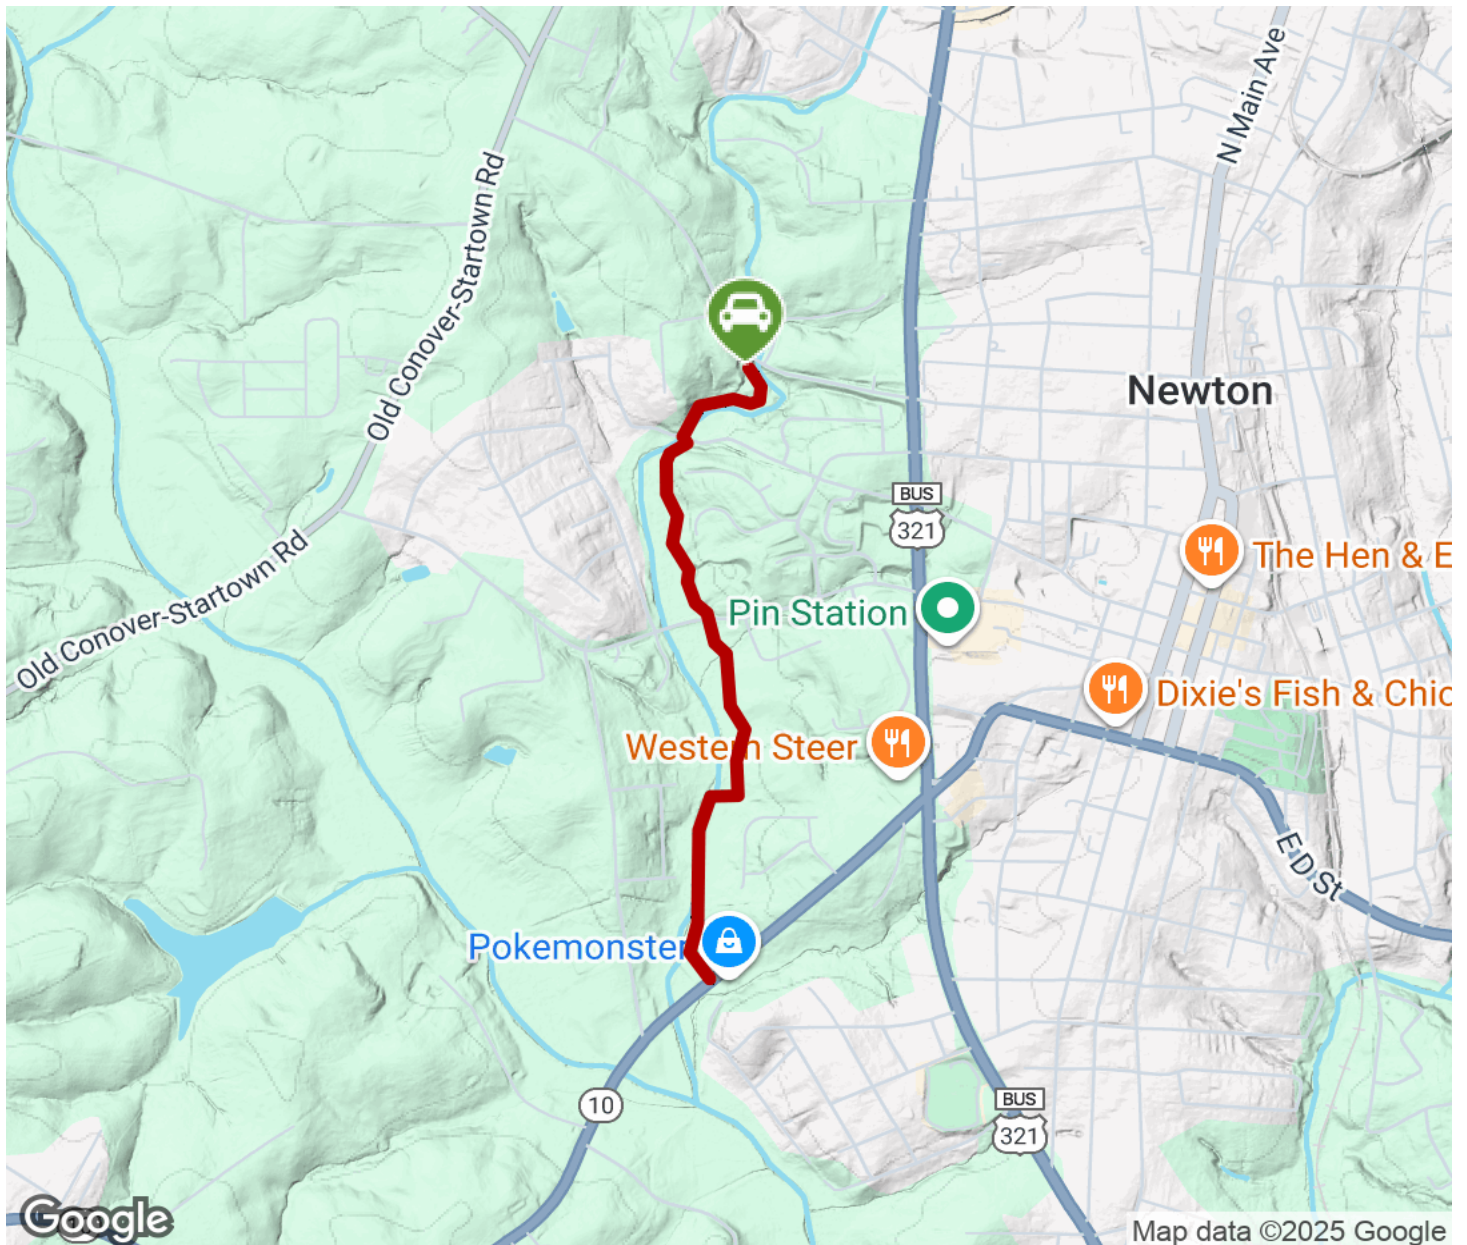 N Main Ave
Old Conover-Startown Rd
Newton
BUS
321
The Hen & E
Old Conover-Startown Rd
Pin Station
Dixie's Fish & Chic
Western Steer
E D St
Pokemonster
10
BUS
321
Google
Map data ©2025 Google